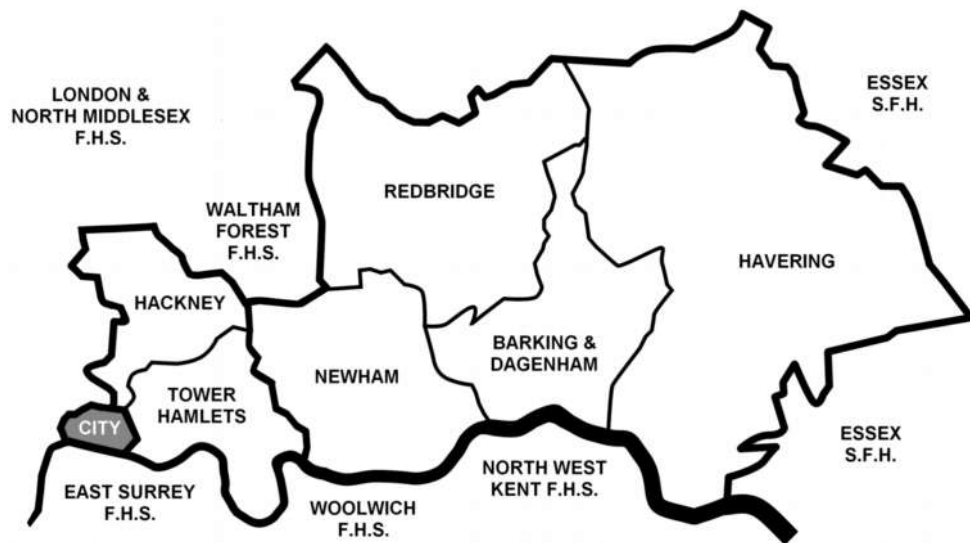 LONDON &
NORTH MIDDLESEX
F.H.S.
ESSEX
S.F.H.
REDBRIDGE
WALTHAM
FOREST
F.H.S.
HAVERING
HACKNEY
BARKING &
DAGENHAM
NEWHAM
TOWER
HAMLETS
CITY
ESSEX
S.F.H.
NORTH WEST
KENT F.H.S.
EAST SURREY
F.H.S.
WOOLWICH
F.H.S.